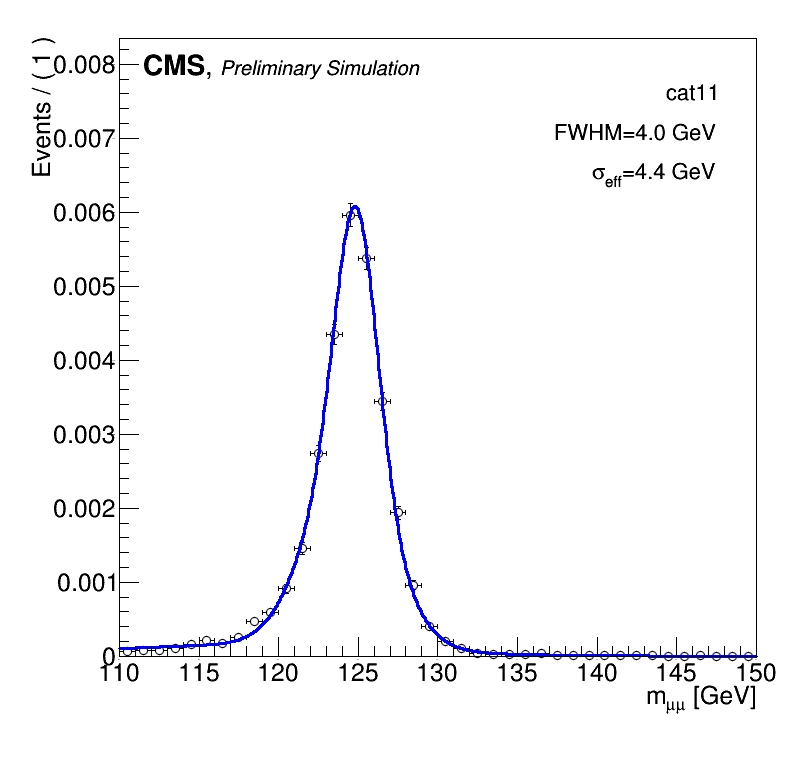 CMS, Preliminary Simulation
cat11
FWHM=4.0 GeV
σeff=4.4 GeV
Events / ( 1 )
0.008
0.007
0.006
0.005
0.004
0.003
0.002
0.001
0
110 115 120 125 130 135 140 145 150
mμμ [GeV]